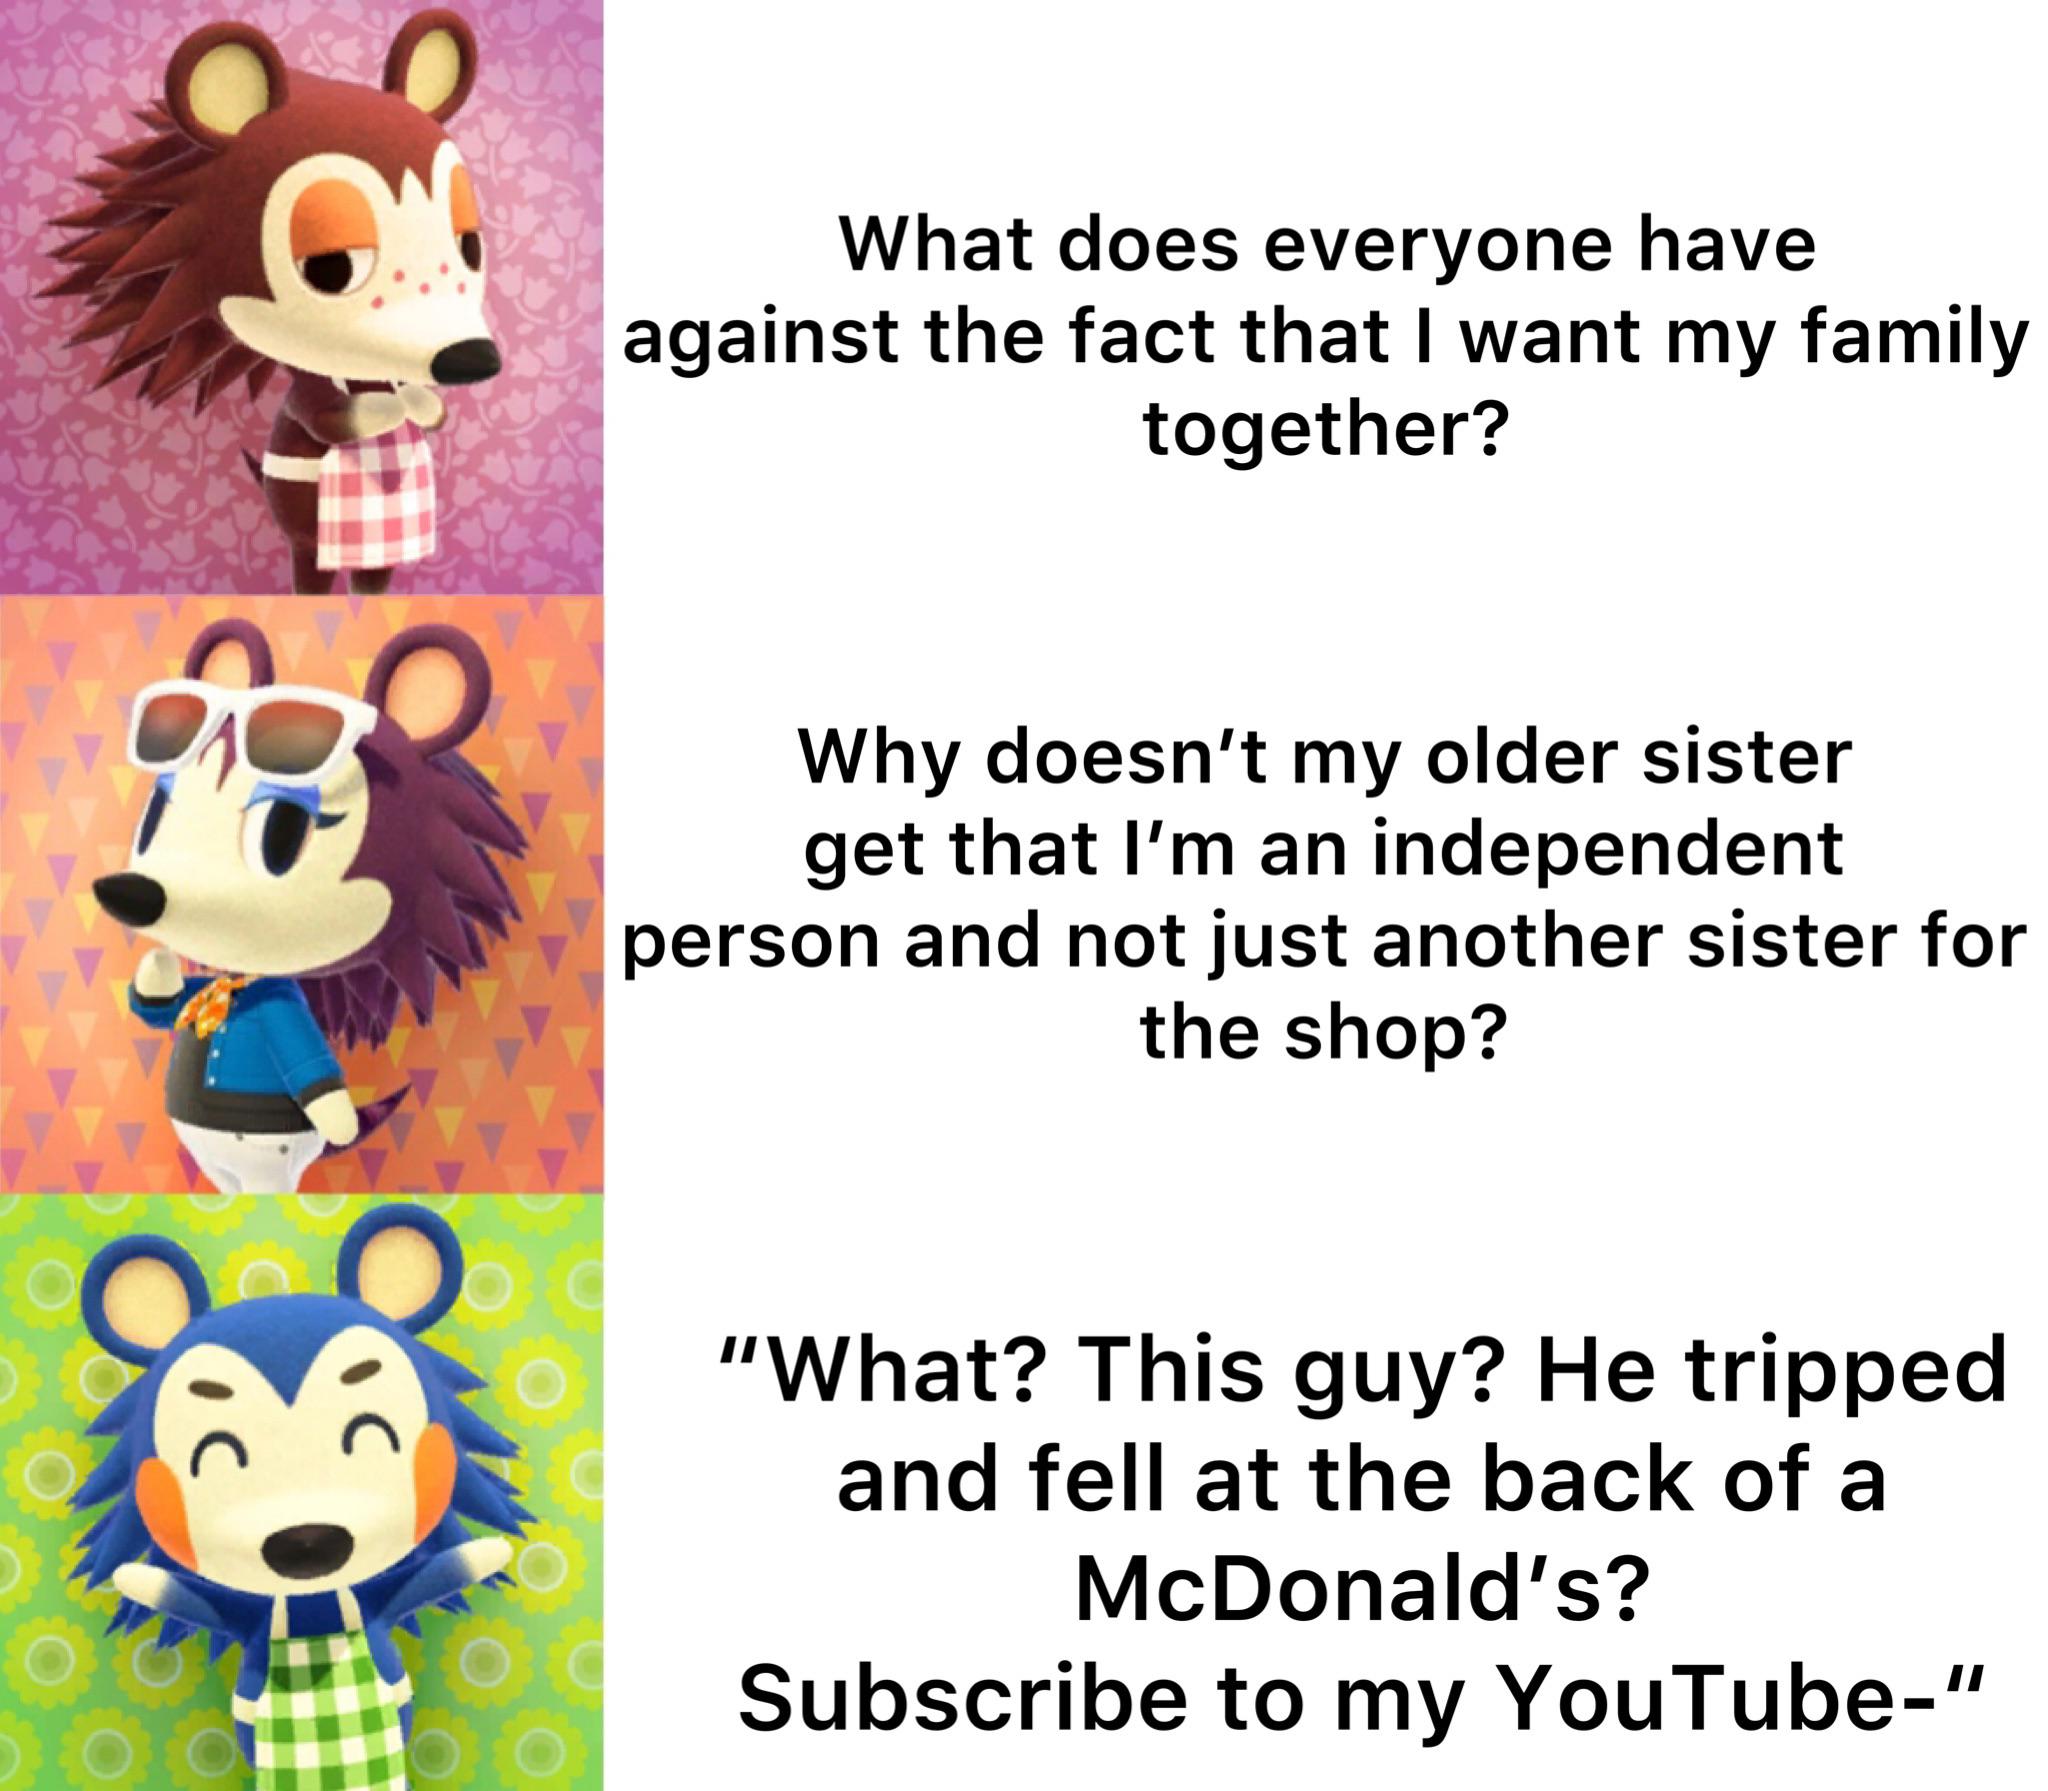 What does everyone have
against the fact that I want my family
together?
Why doesn’t my older sister
get that I’m an independent
person and not just another sister for
the shop?
“What? This guy? He tripped
and fell at the back of a
McDonald’s?
Subscribe to my YouTube-“